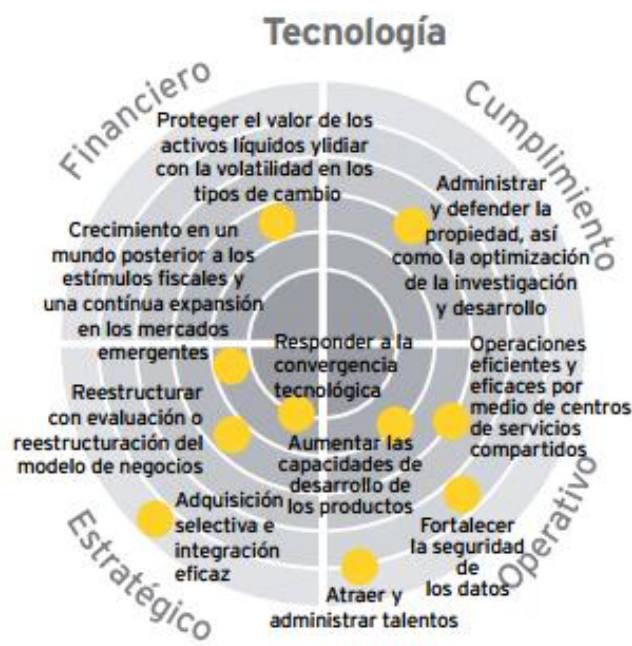 Tecnología
Financiero
Cumplimiento
Proteger el valor de los
activos líquidos ylidiar
con la volatilidad en los
tipos de cambio
Administrar
y defender la
propiedad, así
como la optimización
de la investigación
y desarrollo
Crecimiento en un
mundo posterior a los
estímulos fiscales y
una contínua expansión
en los mercados
emergentes
Responder a la
convergencia
tecnológica
Operaciones
eficientes y
eficaces por
medio de centros
de servicios
compartidos
Reestructurar
con evaluación o
reestructuración del
modelo de negocios
Aumentar las
capacidades de
desarrollo de
los productos
Adquisición
selectiva e
integración
eficaz
Fortalecer
la seguridad
de
los datos
Atraer y
administrar talentos
Estratégico
Operativo